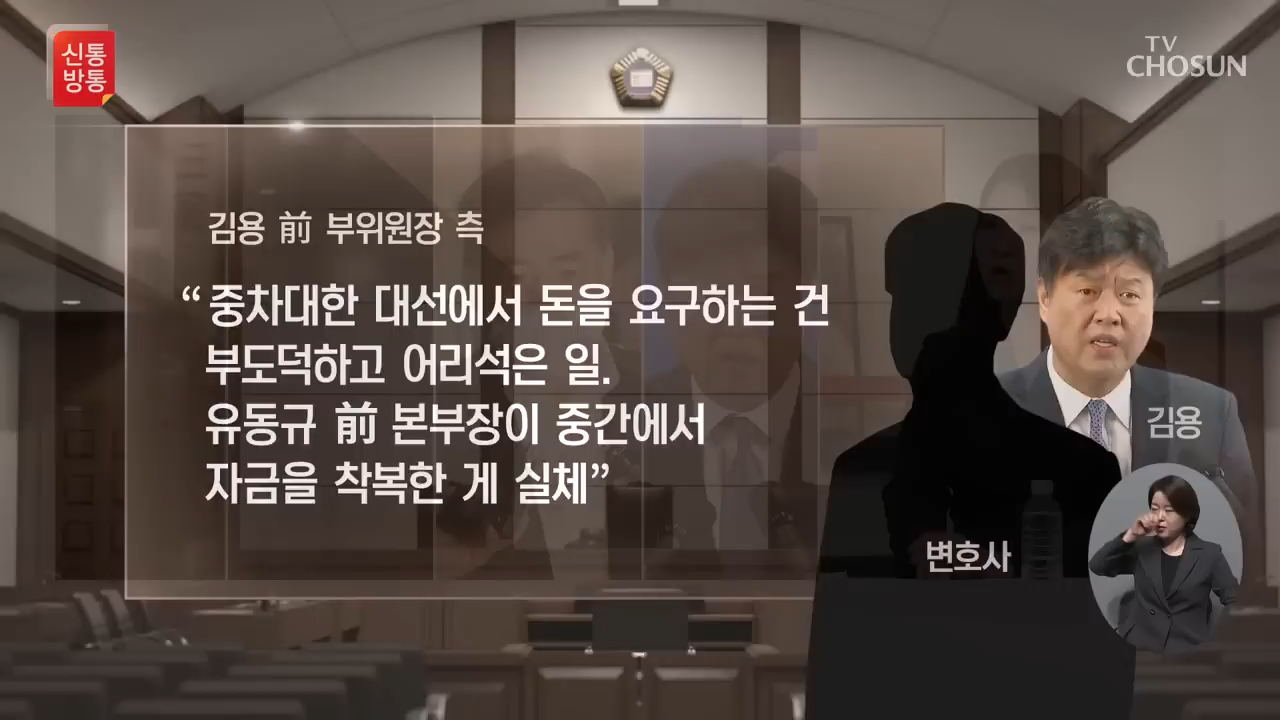 신통
방통
TV
CHOSUN
김용 前 부위원장 측
“중차대한 대선에서 돈을 요구하는 건
부도덕하고 어리석은 일.
유동규 前 본부장이 중간에서
자금을 착복한 게 실체”
김용
변호사